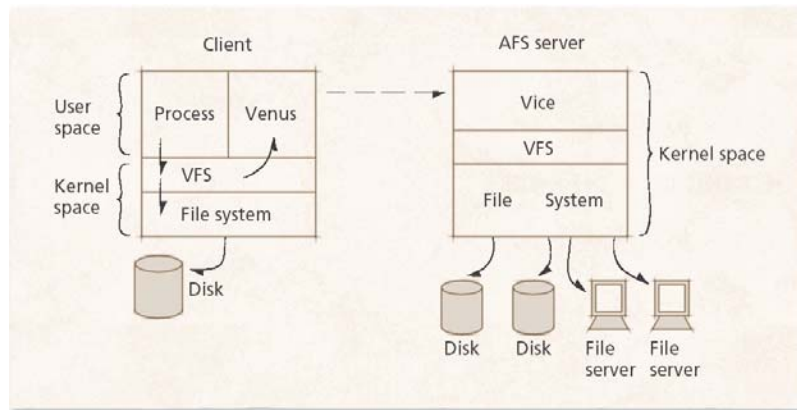 Client
AFS server
User
space
Process
Venus
Vice
VFS
VFS
Kernel space
Kernel
space
File system
File System
Disk
Disk
Disk
File
server
File
server